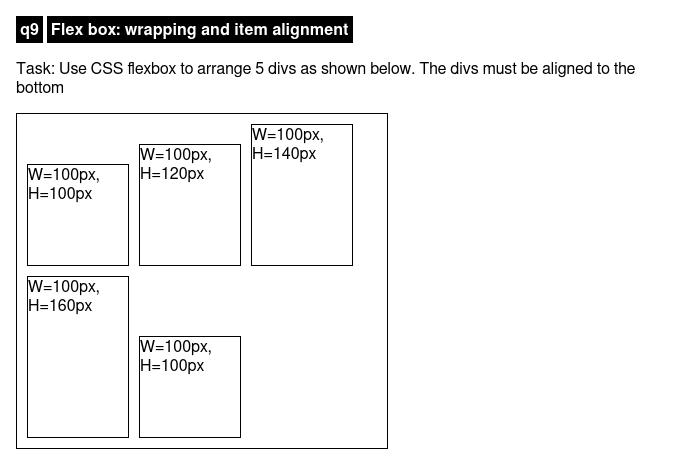 q9 Flex box: wrapping and item alignment
Task: Use CSS flexbox to arrange 5 divs as shown below. The divs must be aligned to the
bottom
W=100px,
H=100px
W=100px,
H=120px
W=100px,
H=140px
W=100px,
H=160px
W=100px,
H=100px